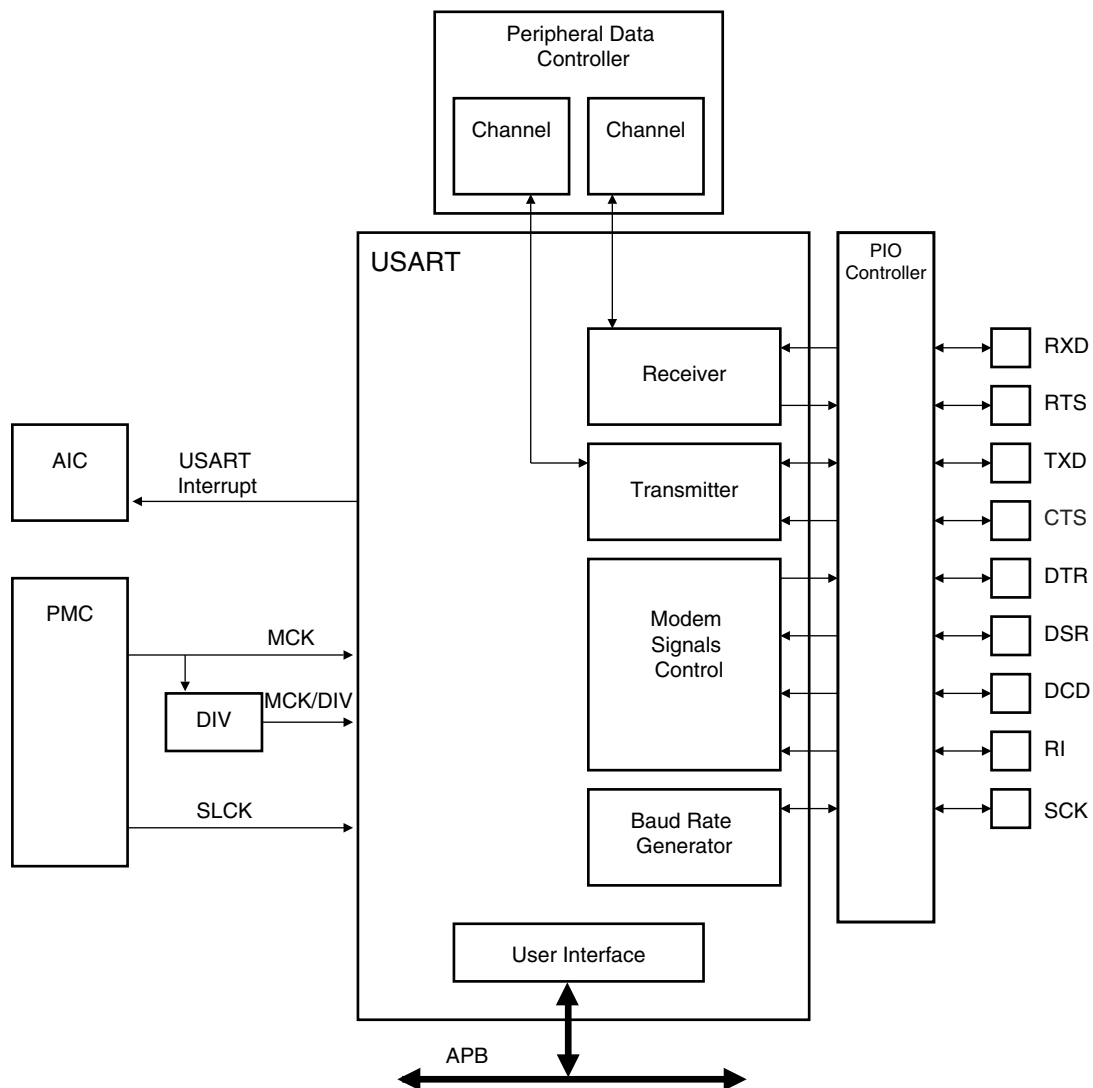 Peripheral Data
Controller
Channel
Channel
USART
PIO
Controller
Receiver
RXD
RTS
AIC
USART
Interrupt
Transmitter
TXD
CTS
PMC
MCK
DIV
MCK/DIV
SLCK
Modem
Signals
Control
DTR
DSR
DCD
RI
Baud Rate
Generator
SCK
User Interface
APB